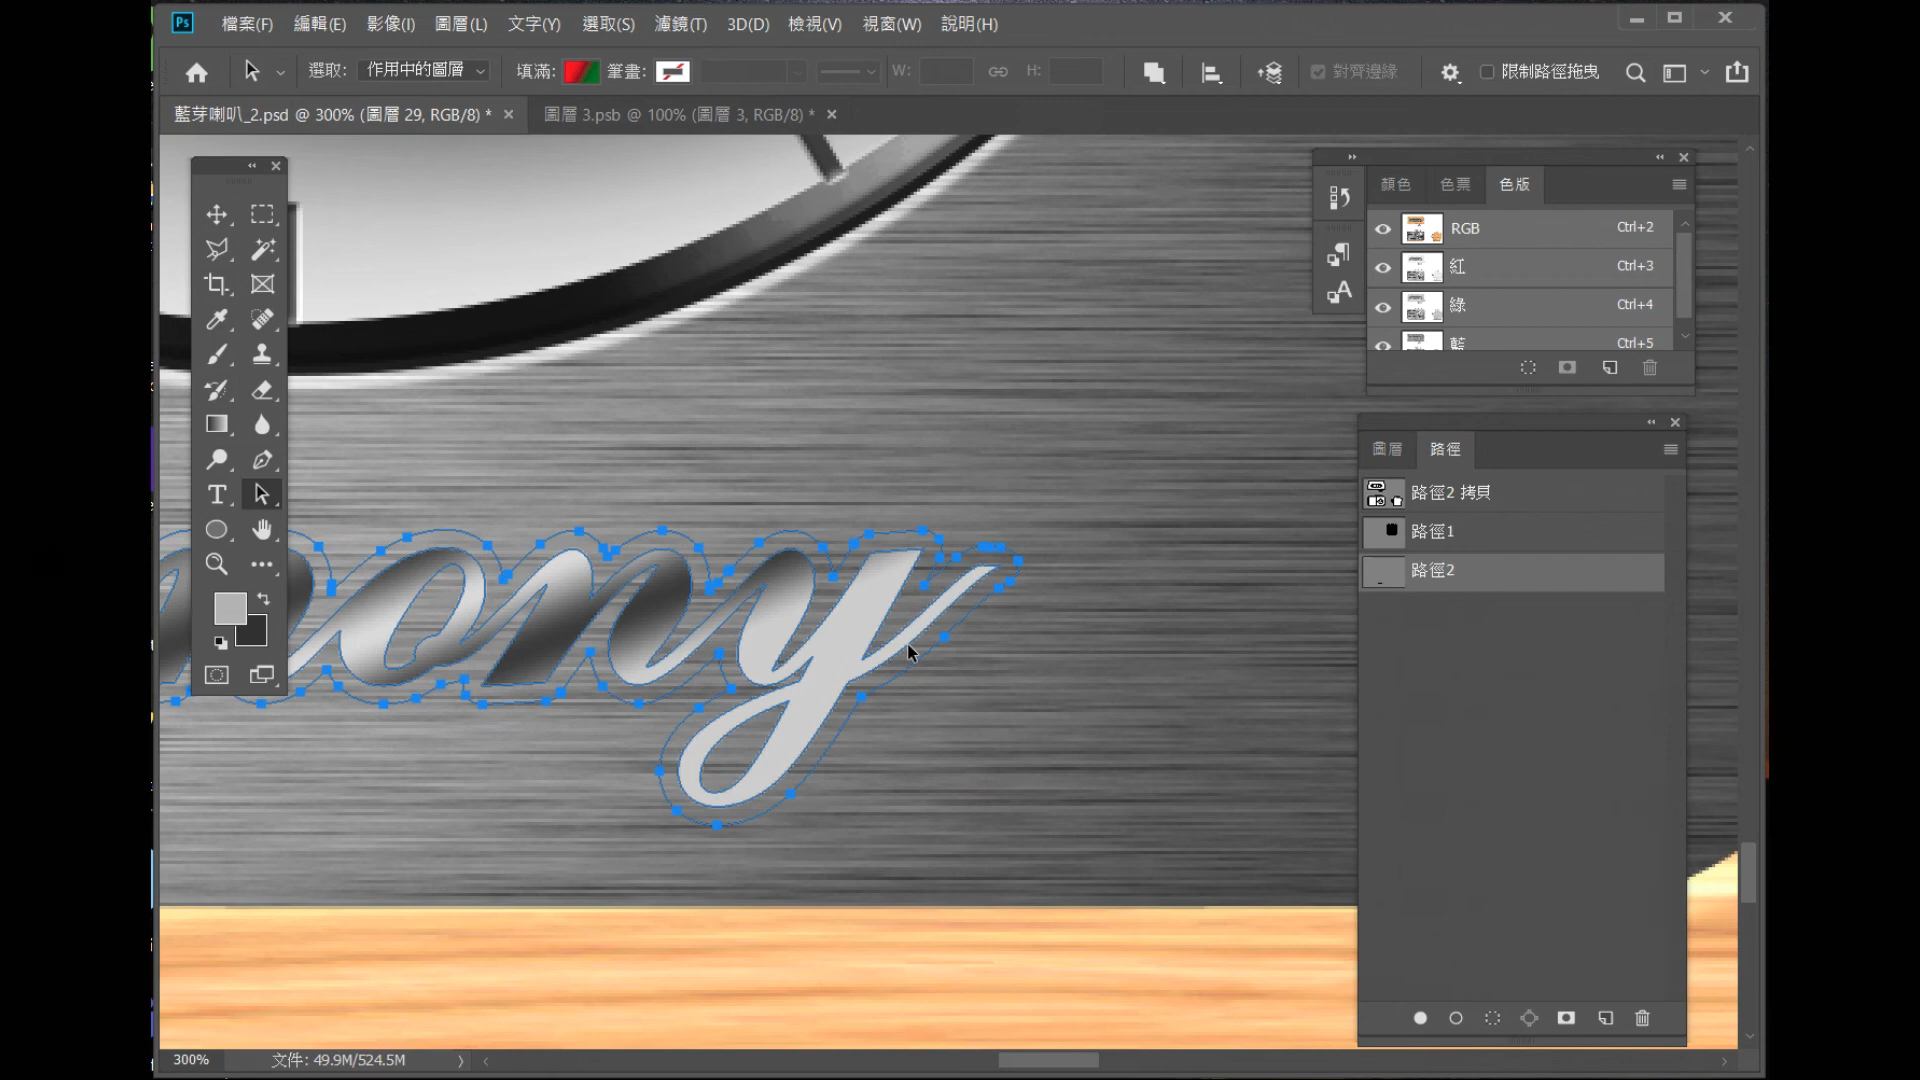 Ps 檔案(F) 編輯(E) 影像(I) 圖層(L) 文字(Y) 選取(S) 濾鏡(T) 3D(D) 檢視(V) 視窗(W) 說明(H)
選取: 作用中的圖層 填滿: 筆畫: W: H: 對齊邊緣 限制路徑拖曳
藍芽喇叭_2.psd @ 300% (圖層 29, RGB/8) * 圖層 3.psb @ 100% (圖層 3, RGB/8) *
顏色 色票 色版
RGB Ctrl+2
紅 Ctrl+3
綠 Ctrl+4
藍 Ctrl+5
圖層 路徑
路徑2 拷貝
路徑1
路徑2
ony
300% 文件: 49.9M/524.5M